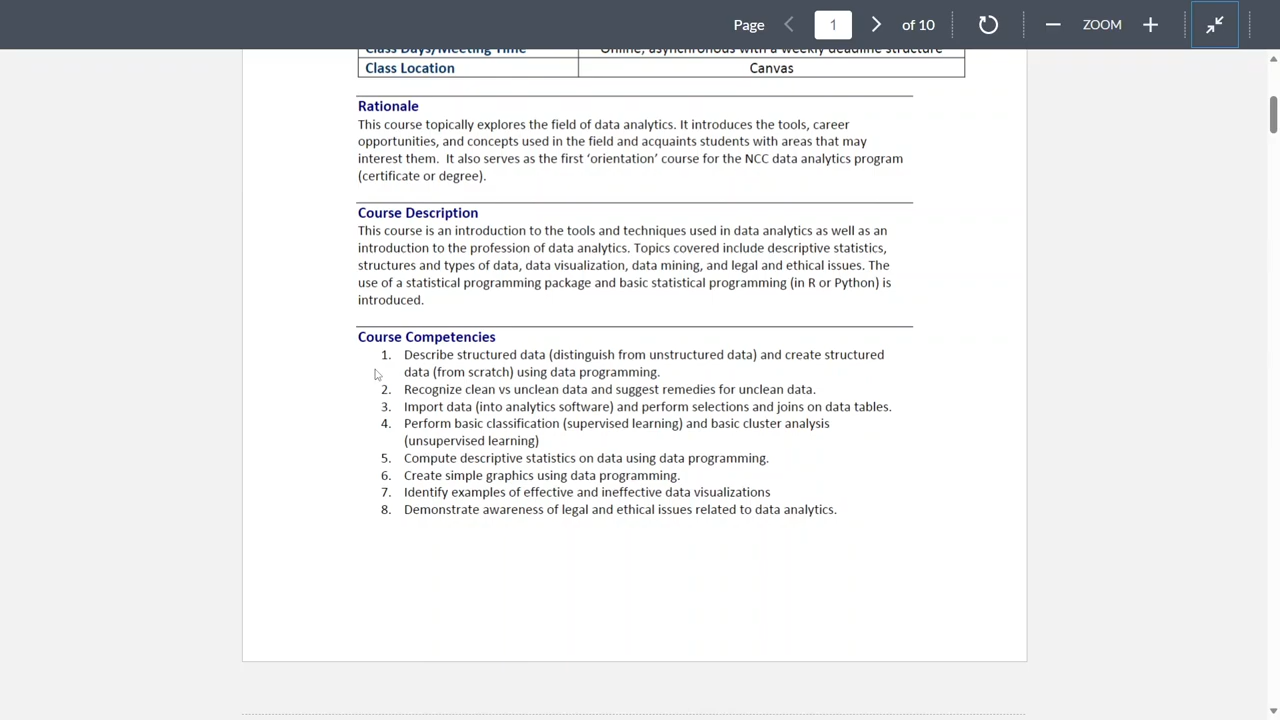 Page 1 of 10 ZOOM
Class Days/Meeting Time Online, asynchronous with a weekly deadline structure
Class Location Canvas
Rationale
This course topically explores the field of data analytics. It introduces the tools, career
opportunities, and concepts used in the field and acquaints students with areas that may
interest them.  It also serves as the first ‘orientation’ course for the NCC data analytics program
(certificate or degree).
Course Description
This course is an introduction to the tools and techniques used in data analytics as well as an
introduction to the profession of data analytics. Topics covered include descriptive statistics,
structures and types of data, data visualization, data mining, and legal and ethical issues. The
use of a statistical programming package and basic statistical programming (in R or Python) is
introduced.
Course Competencies
1. Describe structured data (distinguish from unstructured data) and create structured
data (from scratch) using data programming.
2. Recognize clean vs unclean data and suggest remedies for unclean data.
3. Import data (into analytics software) and perform selections and joins on data tables.
4. Perform basic classification (supervised learning) and basic cluster analysis
(unsupervised learning)
5. Compute descriptive statistics on data using data programming.
6. Create simple graphics using data programming.
7. Identify examples of effective and ineffective data visualizations
8. Demonstrate awareness of legal and ethical issues related to data analytics.